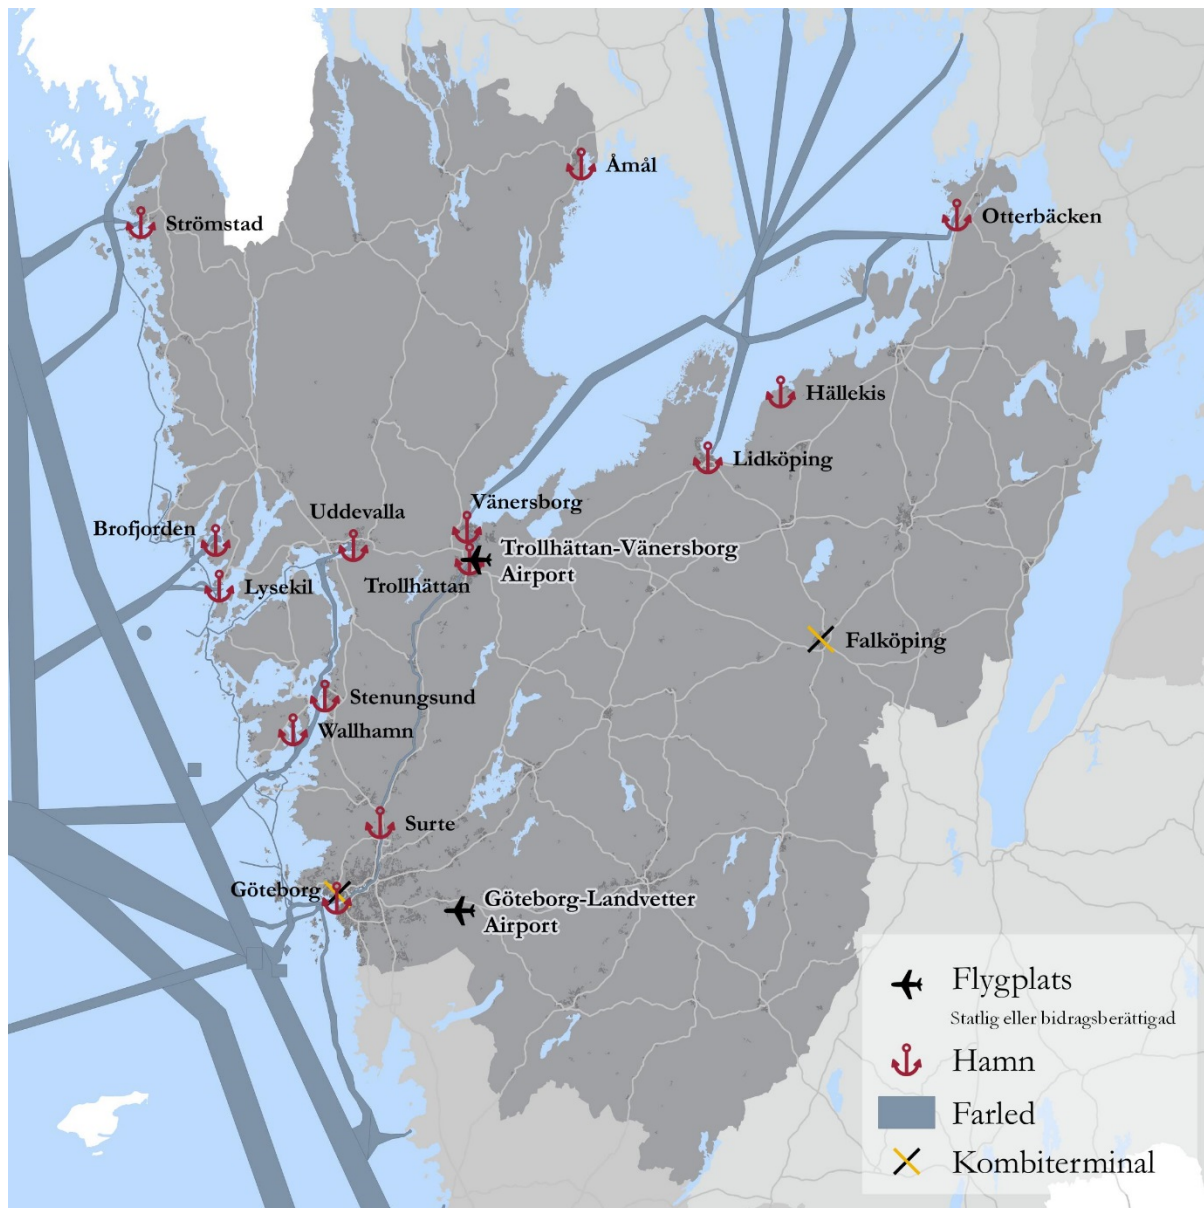 Åmål
Strömstad
Otterbäcken
Hällekis
Lidköping
Vänersborg
Uddevalla
Brofjorden
Trollhättan-Vänersborg
Airport
Trollhättan
Lysekil
Falköping
Stenungsund
Wallhamn
Surte
Göteborg
Göteborg-Landvetter
Airport
Flygplats
Statlig eller bidragsberättigad
Hamn
Farled
Kombiterminal